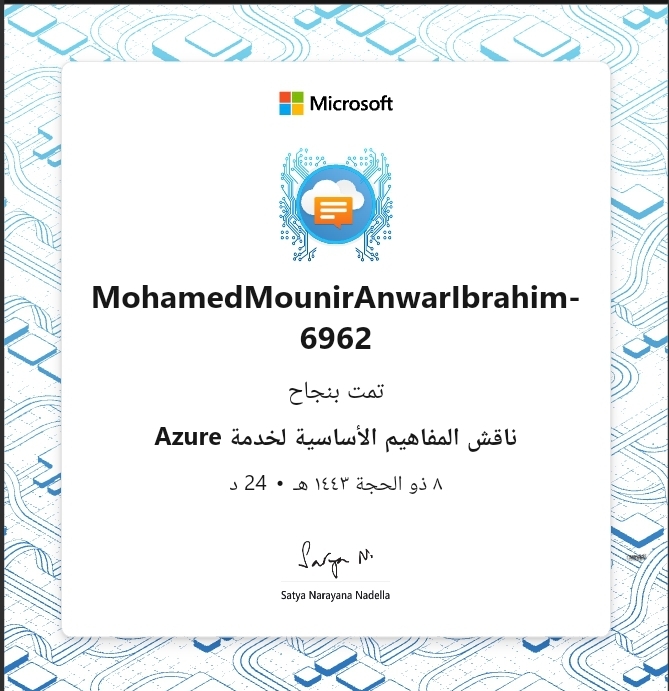 Microsoft
MohamedMounirAnwarIbrahim-
6962
تمت بنجاح
ناقش المفاهيم الأساسية لخدمة Azure
٨ ذو الحجة ١٤٤٣ هـ • 24 د
Satya N.
Satya Narayana Nadella